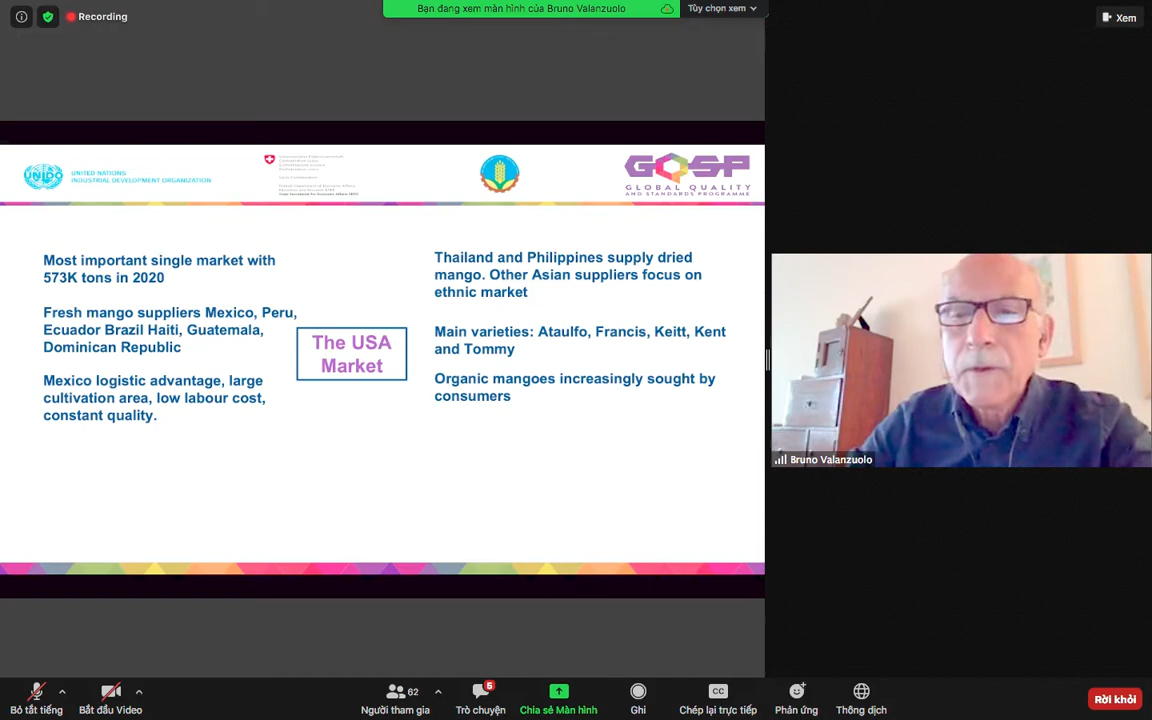 Recording
Bạn đang xem màn hình của Bruno Valanzuolo
Tùy chọn xem
Xem
UNIDO
UNITED NATIONS
INDUSTRIAL DEVELOPMENT ORGANIZATION
GQSP
GLOBAL QUALITY
AND STANDARDS PROGRAMME
Most important single market with
573K tons in 2020
Fresh mango suppliers Mexico, Peru,
Ecuador Brazil Haiti, Guatemala,
Dominican Republic
Mexico logistic advantage, large
cultivation area, low labour cost,
constant quality.
The USA
Market
Thailand and Philippines supply dried
mango. Other Asian suppliers focus on
ethnic market
Main varieties: Ataulfo, Francis, Keitt, Kent
and Tommy
Organic mangoes increasingly sought by
consumers
Bruno Valanzuolo
Bỏ tắt tiếng
Bắt đầu Video
62
Người tham gia
6
Trò chuyện
Chia sẻ Màn hình
Ghi
CC
Chép lại trực tiếp
Phản ứng
Thông dịch
Rời khỏi